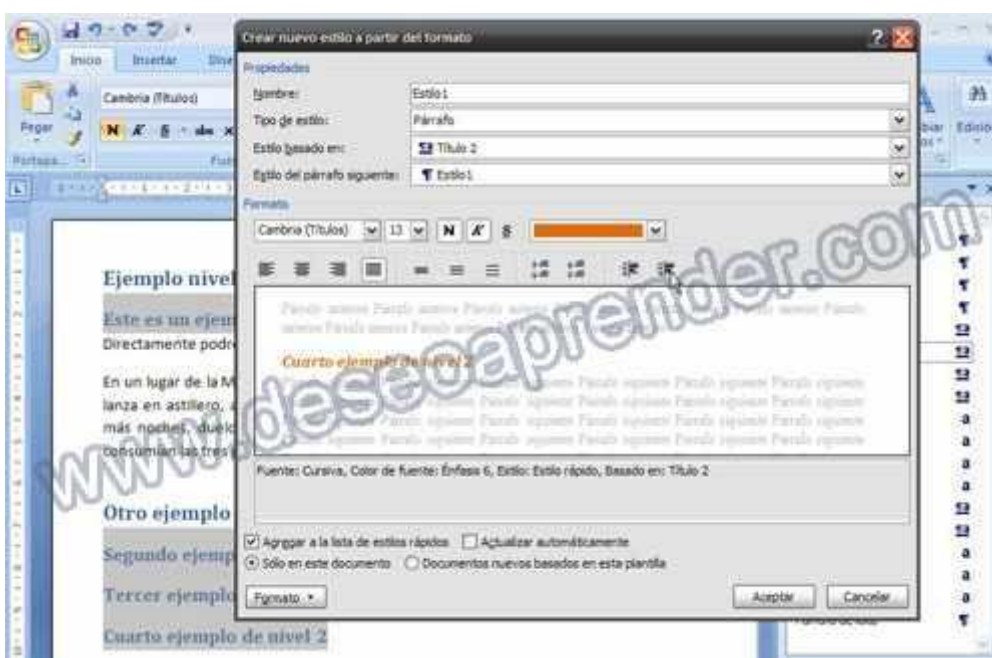 Crear nuevo estilo a partir del formato
Inicio Insertar
Cambria (Títulos)
Pegar
Propiedades
Nombre: Estilo1
Tipo de estilo: Párrafo
Estilo basado en: Título 2
Estilo del párrafo siguiente: Estilo1
Formato
Cambria (Títulos) 13 N K S
Cuarto ejemplo de nivel 2
Fuente: Cursiva, Color de fuente: Énfasis 6, Estilo: Estilo rápido, Basado en: Título 2
Agregar a la lista de estilos rápidos Actualizar automáticamente
Sólo en este documento Documentos nuevos basados en esta plantilla
Formato Aceptar Cancelar
Ejemplo nivel
Este es un ejem
Directamente podr
En un lugar de la M
lanza en astillero,
más noches, duelo
consumían las tres
Otro ejemplo
Segundo ejemp
Tercer ejemplo
Cuarto ejemplo de nivel 2
www.deseoaprender.com